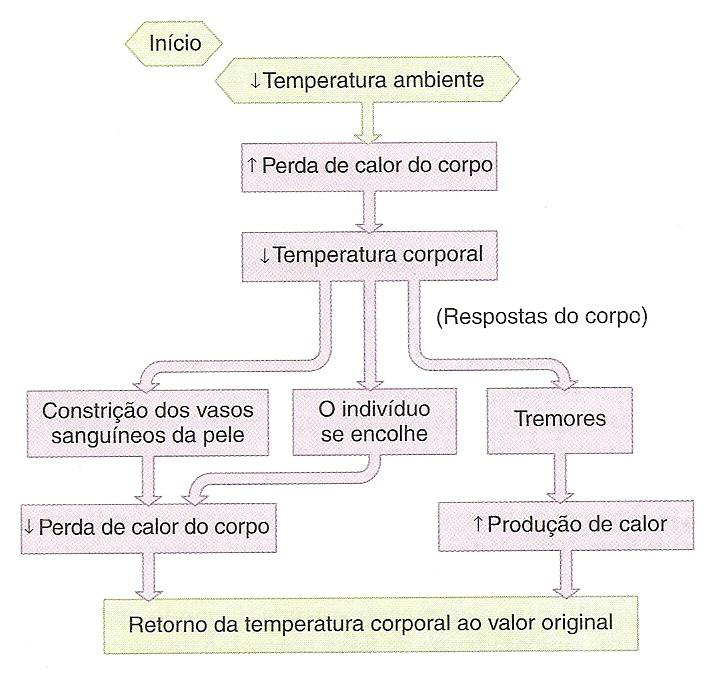 Início
↓Temperatura ambiente
↑Perda de calor do corpo
↓Temperatura corporal
(Respostas do corpo)
Constrição dos vasos
sanguíneos da pele
O indivíduo
se encolhe
Tremores
↓Perda de calor do corpo
↑Produção de calor
Retorno da temperatura corporal ao valor original